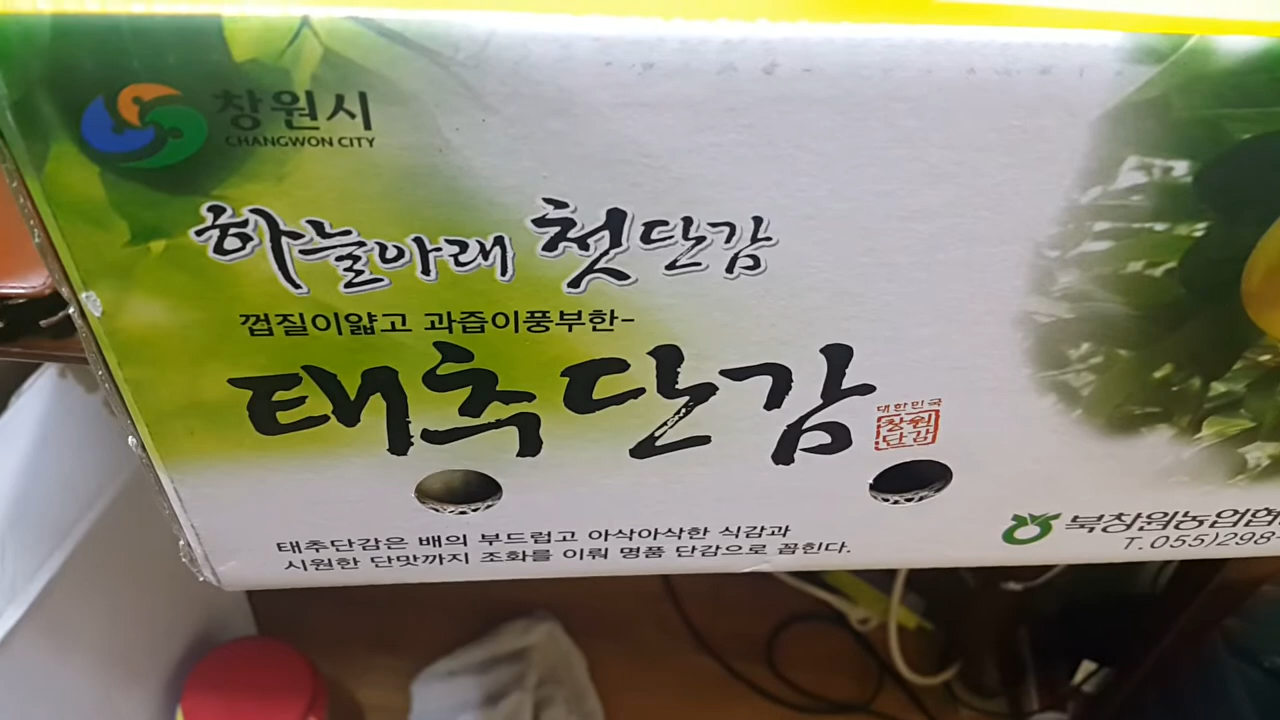 창원시
CHANGWON CITY
하늘아래 첫단감
껍질이얇고 과즙이풍부한-
태추단감
대한민국
창원
단감
태추단감은 배의 부드럽고 아삭아삭한 식감과
시원한 단맛까지 조화를 이뤄 명품 단감으로 꼽힌다.
북창원농업협
T.055)298-